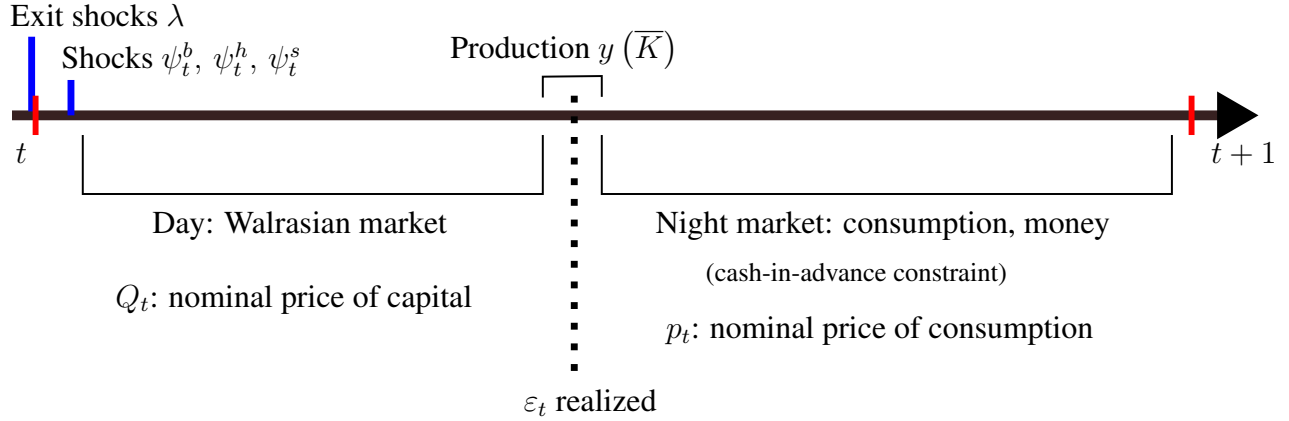 Exit shocks λ
Shocks ψ_t^b, ψ_t^h, ψ_t^s
Production y (K̅)
t
t + 1
Day: Walrasian market
Night market: consumption, money
(cash-in-advance constraint)
Q_t: nominal price of capital
p_t: nominal price of consumption
ε_t realized